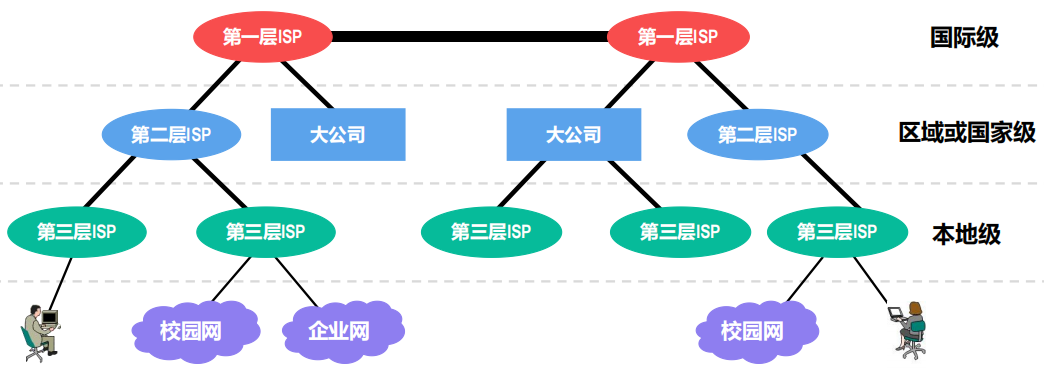 第一层ISP
第一层ISP
国际级
第二层ISP
大公司
大公司
第二层ISP
区域或国家级
第三层ISP
第三层ISP
第三层ISP
第三层ISP
第三层ISP
本地级
校园网
企业网
校园网